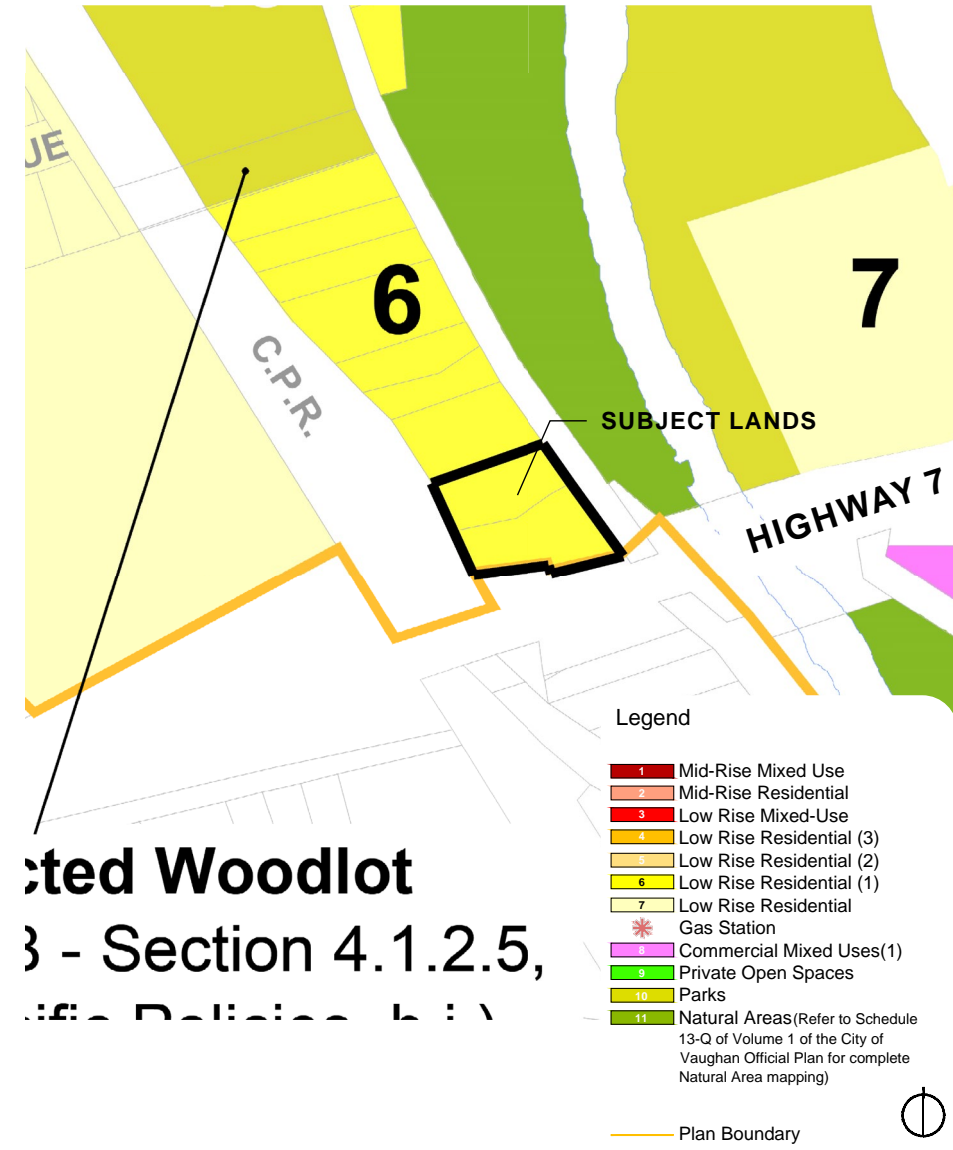 UE
6
7
C.P.R.
SUBJECT LANDS
HIGHWAY 7
cted Woodlot
- Section 4.1.2.5,
Legend
1 Mid-Rise Mixed Use
2 Mid-Rise Residential
3 Low Rise Mixed-Use
4 Low Rise Residential (3)
5 Low Rise Residential (2)
6 Low Rise Residential (1)
7 Low Rise Residential
Gas Station
8 Commercial Mixed Uses(1)
9 Private Open Spaces
10 Parks
11 Natural Areas(Refer to Schedule
13-Q of Volume 1 of the City of
Vaughan Official Plan for complete
Natural Area mapping)
Plan Boundary